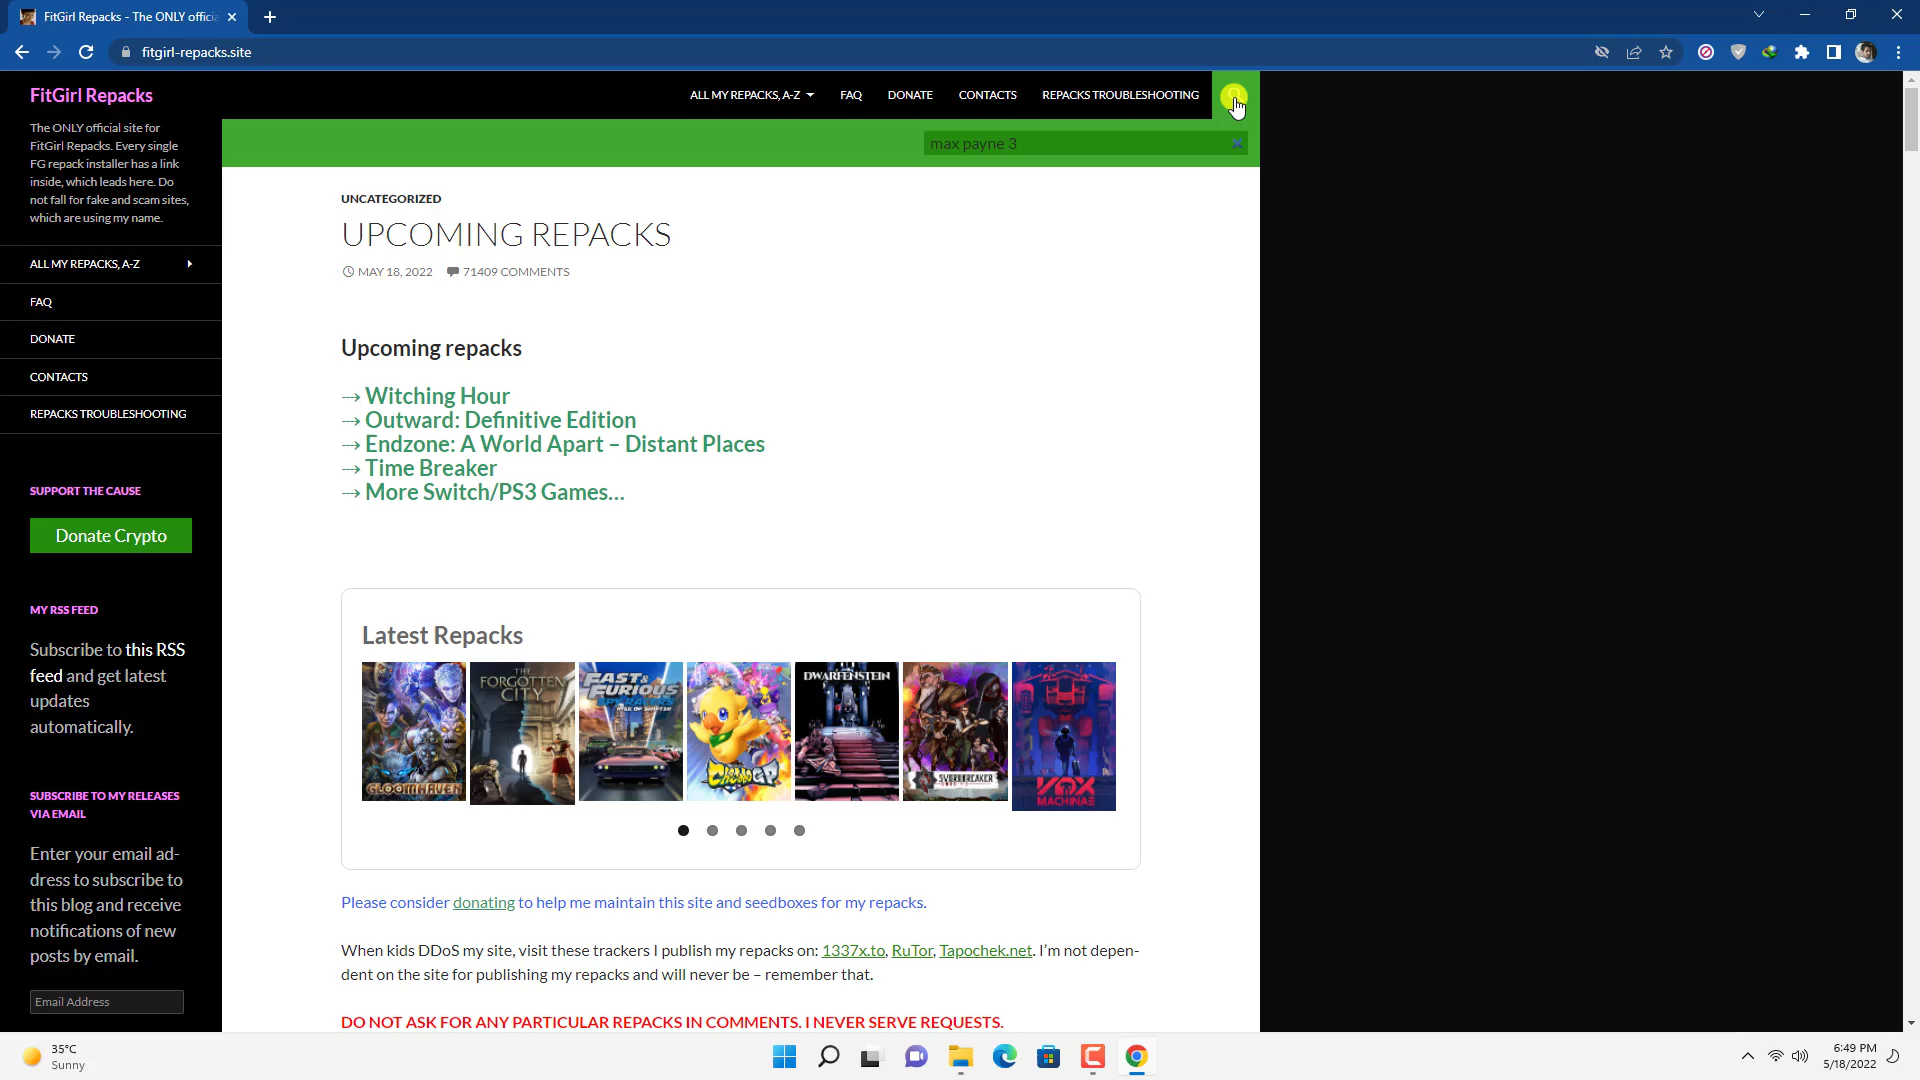 FitGirl Repacks - The ONLY officia
fitgirl-repacks.site
FitGirl Repacks
ALL MY REPACKS, A-Z
FAQ
DONATE
CONTACTS
REPACKS TROUBLESHOOTING
max payne 3
The ONLY official site for
FitGirl Repacks. Every single
FG repack installer has a link
inside, which leads here. Do
not fall for fake and scam sites,
which are using my name.
ALL MY REPACKS, A-Z
FAQ
DONATE
CONTACTS
REPACKS TROUBLESHOOTING
SUPPORT THE CAUSE
Donate Crypto
MY RSS FEED
Subscribe to this RSS
feed and get latest
updates
automatically.
SUBSCRIBE TO MY RELEASES
VIA EMAIL
Enter your email ad-
dress to subscribe to
this blog and receive
notifications of new
posts by email.
Email Address
UNCATEGORIZED
UPCOMING REPACKS
MAY 18, 2022
71409 COMMENTS
Upcoming repacks
→ Witching Hour
→ Outward: Definitive Edition
→ Endzone: A World Apart – Distant Places
→ Time Breaker
→ More Switch/PS3 Games…
Latest Repacks
GLOOMHAVEN
THE FORGOTTEN CITY
FAST & FURIOUS SPY RACERS RISE OF SH1FT3R
Chocobo GP
DWARFENSTEIN
SWORDBREAKER
VOX MACHINAE
Please consider donating to help me maintain this site and seedboxes for my repacks.
When kids DDoS my site, visit these trackers I publish my repacks on: 1337x.to, RuTor, Tapochek.net. I’m not depen-
dent on the site for publishing my repacks and will never be – remember that.
DO NOT ASK FOR ANY PARTICULAR REPACKS IN COMMENTS. I NEVER SERVE REQUESTS.
35°C
Sunny
6:49 PM
5/18/2022